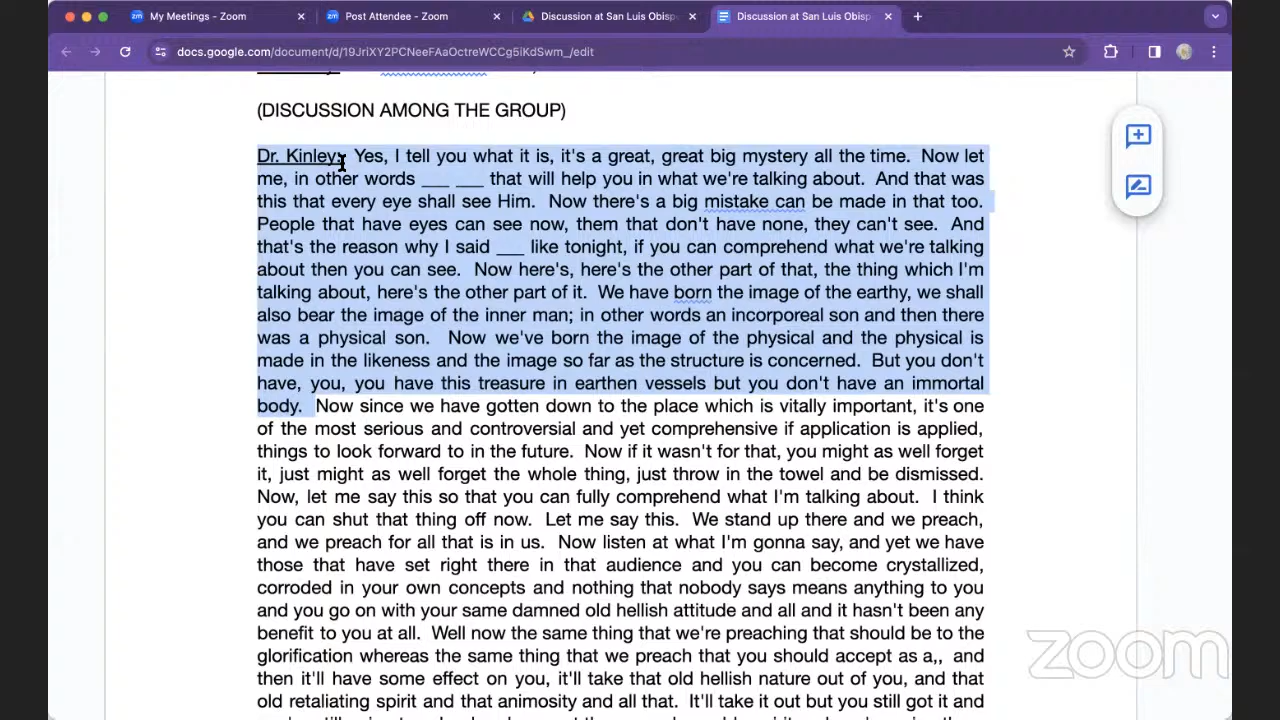 My Meetings - Zoom
Post Attendee - Zoom
Discussion at San Luis Obisp
Discussion at San Luis Obisp
docs.google.com/document/d/19JriXY2PCNeeFAaOctreWCCg5iKdSwm_/edit
(DISCUSSION AMONG THE GROUP)
Dr. Kinley: Yes, I tell you what it is, it's a great, great big mystery all the time. Now let
me, in other words ___ ___ that will help you in what we're talking about. And that was
this that every eye shall see Him. Now there's a big mistake can be made in that too.
People that have eyes can see now, them that don't have none, they can't see. And
that's the reason why I said ___ like tonight, if you can comprehend what we're talking
about then you can see. Now here's, here's the other part of that, the thing which I'm
talking about, here's the other part of it. We have born the image of the earthy, we shall
also bear the image of the inner man; in other words an incorporeal son and then there
was a physical son. Now we've born the image of the physical and the physical is
made in the likeness and the image so far as the structure is concerned. But you don't
have, you, you have this treasure in earthen vessels but you don't have an immortal
body. Now since we have gotten down to the place which is vitally important, it's one
of the most serious and controversial and yet comprehensive if application is applied,
things to look forward to in the future. Now if it wasn't for that, you might as well forget
it, just might as well forget the whole thing, just throw in the towel and be dismissed.
Now, let me say this so that you can fully comprehend what I'm talking about. I think
you can shut that thing off now. Let me say this. We stand up there and we preach,
and we preach for all that is in us. Now listen at what I'm gonna say, and yet we have
those that have set right there in that audience and you can become crystallized,
corroded in your own concepts and nothing that nobody says means anything to you
and you go on with your same damned old hellish attitude and all and it hasn't been any
benefit to you at all. Well now the same thing that we're preaching that should be to the
glorification whereas the same thing that we preach that you should accept as a,, and
then it'll have some effect on you, it'll take that old hellish nature out of you, and that
old retaliating spirit and that animosity and all that. It'll take it out but you still got it and
zoom